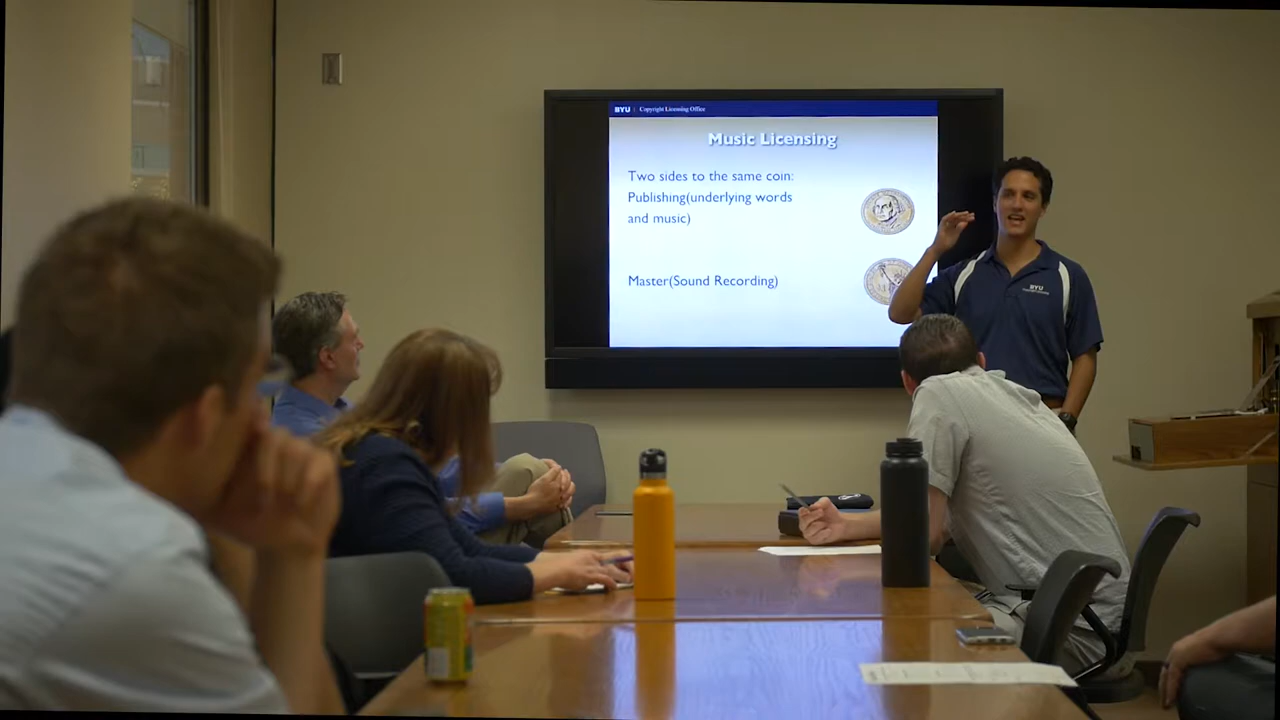 BYU | Copyright Licensing Office
Music Licensing
Two sides to the same coin:
Publishing(underlying words
and music)
Master(Sound Recording)
BYU